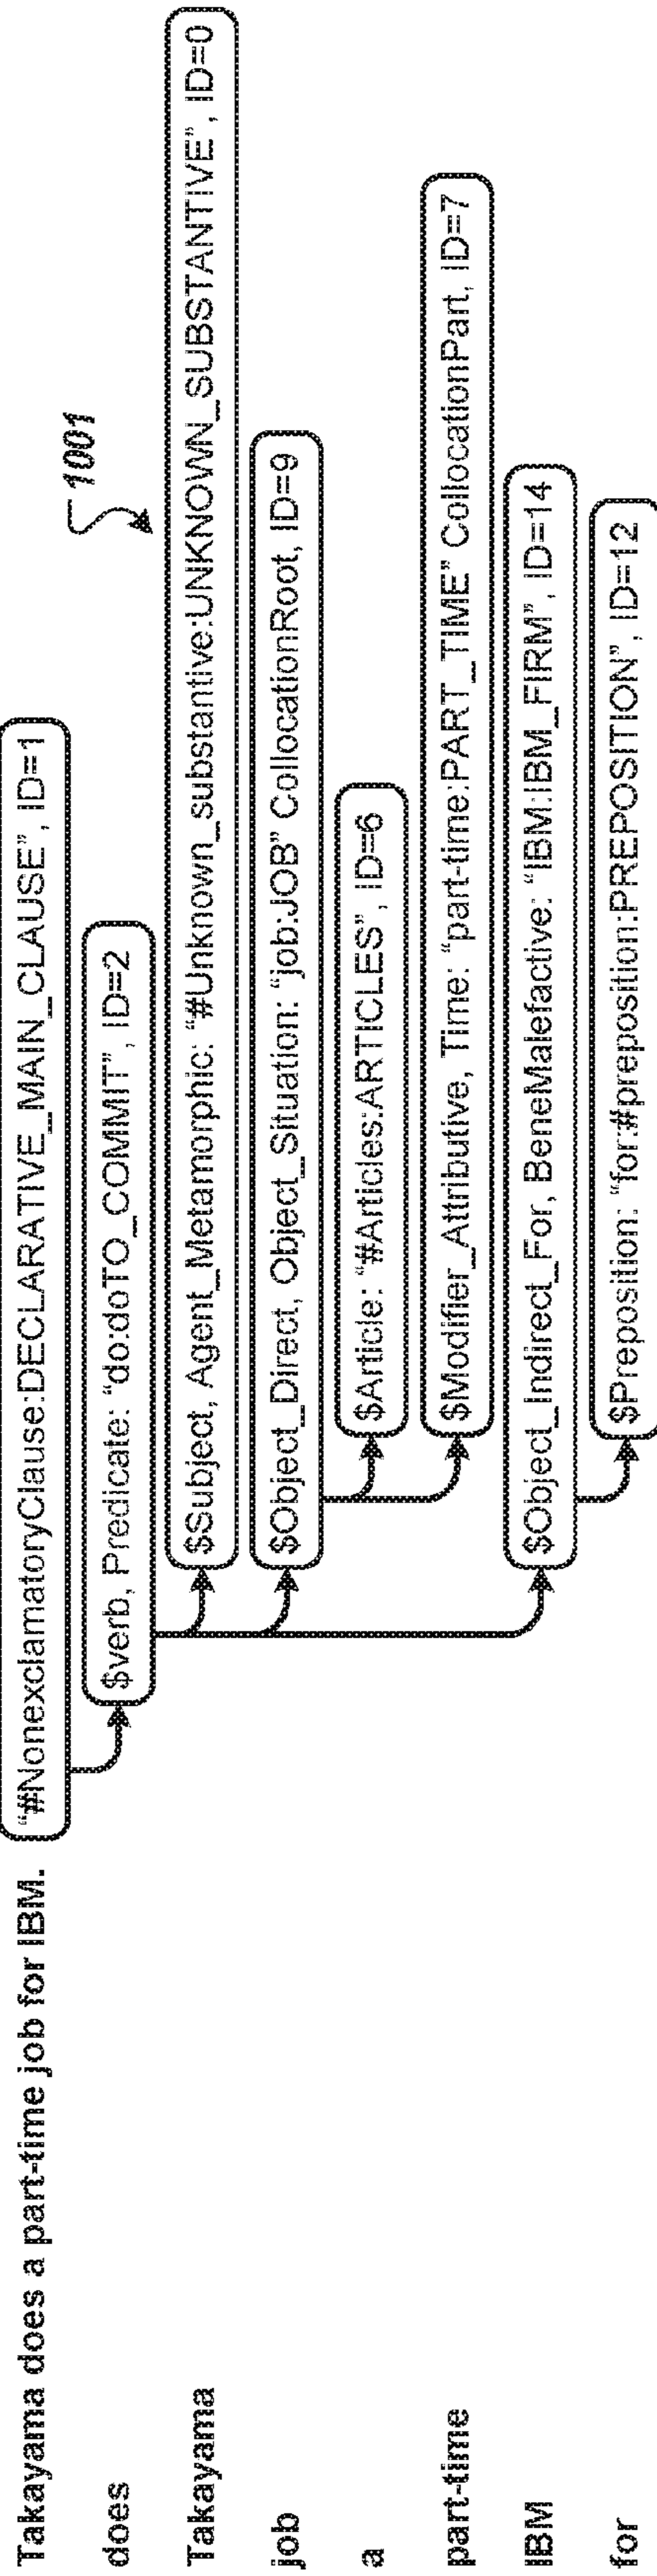 Takayama does a part-time job for IBM. “#NonexclamatoryClause:DECLARATIVE_MAIN_CLAUSE”, ID=1
does $verb, Predicate: “do:doTO_COMMIT”, ID=2
1001
Takayama $Subject, Agent_Metamorphic: “#Unknown_substantive:UNKNOWN_SUBSTANTIVE”, ID=0
job $Object_Direct, Object_Situation: “job:JOB” CollocationRoot, ID=9
a $Article: “#Articles:ARTICLES”, ID=6
part-time $Modifier_Attributive, Time: “part-time:PART_TIME” CollocationPart, ID=7
IBM $Object_Indirect_For, BeneMalefactive: “IBM:IBM_FIRM”, ID=14
for $Preposition: “for:#preposition:PREPOSITION”, ID=12